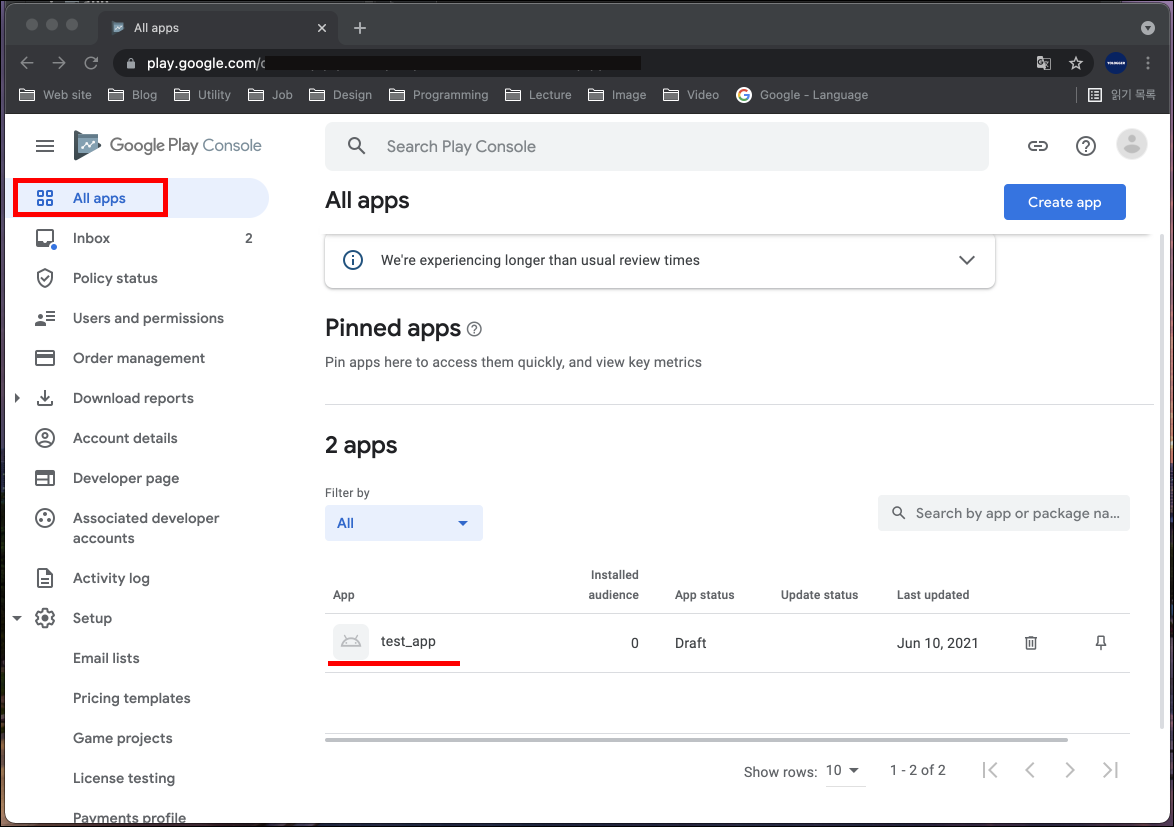 All apps
play.google.com/
Web site
Blog
Utility
Job
Design
Programming
Lecture
Image
Video
Google - Language
읽기 목록
Google Play Console
Search Play Console
All apps
Inbox 2
Policy status
Users and permissions
Order management
Download reports
Account details
Developer page
Associated developer
accounts
Activity log
Setup
Email lists
Pricing templates
Game projects
License testing
Payments profile
All apps
Create app
We're experiencing longer than usual review times
Pinned apps
Pin apps here to access them quickly, and view key metrics
2 apps
Filter by
All
Search by app or package na...
App
Installed
audience
App status
Update status
Last updated
test_app 0 Draft Jun 10, 2021
Show rows: 10 1 - 2 of 2